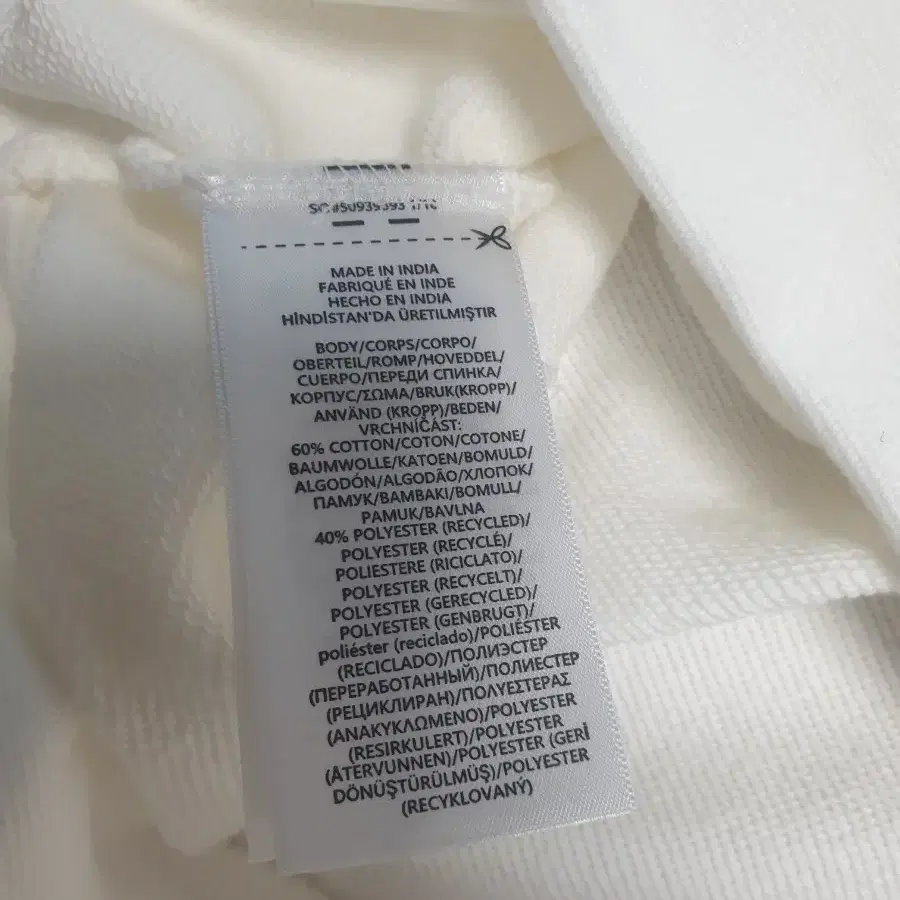 MADE IN INDIA
FABRIQUÉ EN INDE
HECHO EN INDIA
HİNDİSTAN'DA ÜRETILMIŞTIR
BODY/CORPS/CORPO/
OBERTEIL/ROMP/HOVEDDEL/
CUERPO/ПЕРЕДИ СПИНКА/
КОРПУС/ΣΩΜΑ/BRUK(KROPP)/
ANVÄND (KROPP)/BEDEN/
VRCHNÍČÁST:
60% COTTON/COTON/COTONE/
BAUMWOLLE/KATOEN/BOMULD/
ALGODÓN/ALGODÃO/ХЛОПОК/
ПАМУК/ΒΑΜΒΑΚΙ/BOMULL/
PAMUK/BAVLNA
40% POLYESTER (RECYCLED)/
POLYESTER (RECYCLÉ)/
POLIESTERE (RICICLATO)/
POLYESTER (RECYCELT)/
POLYESTER (GERECYCLED)/
POLYESTER (GENBRUGT)/
poliéster (reciclado)/POLIÉSTER
(RECICLADO)/ПОЛИЭСТЕР
(ПЕРЕРАБОТАННЫЙ)/ПОЛИЕСТЕР
(РЕЦИКЛИРАН)/ΠΟΛΥΕΣΤΕΡΑΣ
(ΑΝΑΚΥΚΛΩΜΕΝΟ)/POLYESTER
(RESIRKULERT)/POLYESTER
(ÅTERVUNNEN)/POLYESTER (GERİ
DÖNÜŞTÜRÜLMÜŞ)/POLYESTER
(RECYKLOVANÝ)